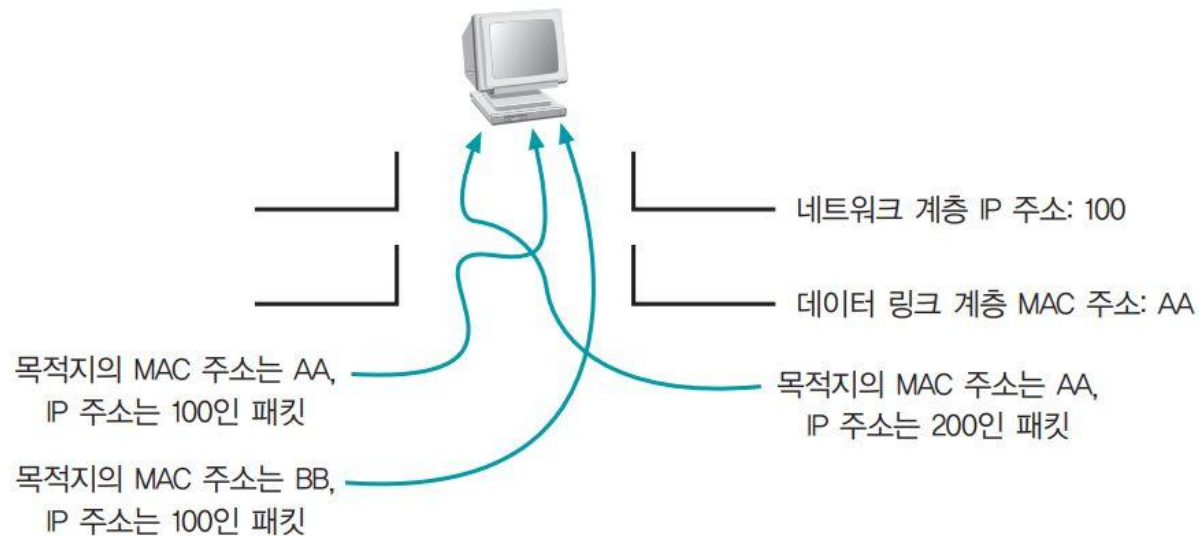 네트워크 계층 IP 주소: 100
데이터 링크 계층 MAC 주소: AA
목적지의 MAC 주소는 AA,
IP 주소는 100인 패킷
목적지의 MAC 주소는 AA,
IP 주소는 200인 패킷
목적지의 MAC 주소는 BB,
IP 주소는 100인 패킷